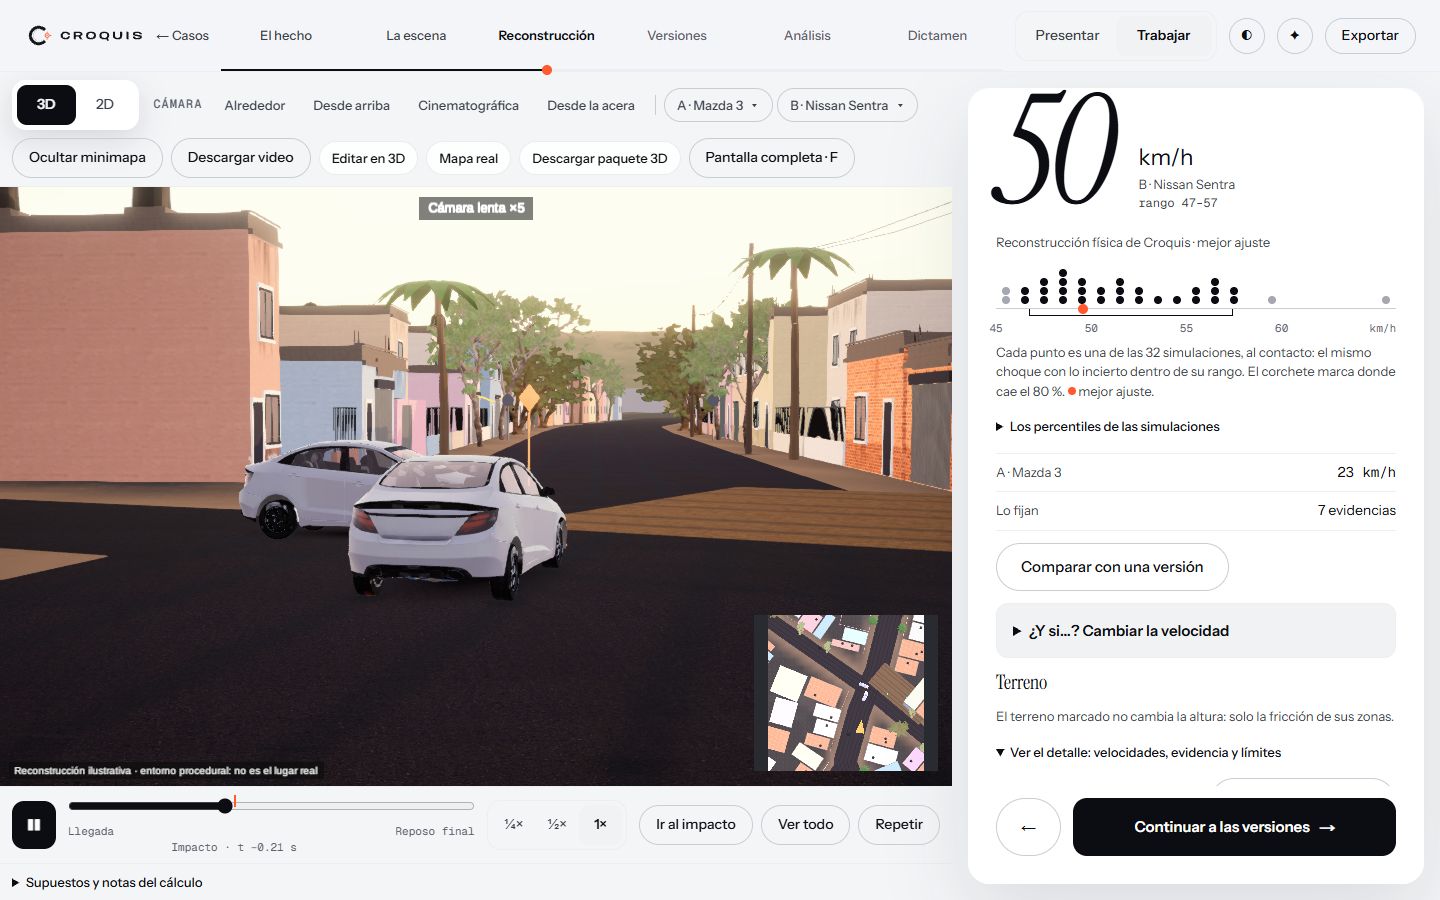 CROQUIS
← Casos
El hecho
La escena
Reconstrucción
Versiones
Análisis
Dictamen
Presentar
Trabajar
Exportar
3D
2D
CÁMARA
Alrededor
Desde arriba
Cinematográfica
Desde la acera
A · Mazda 3
B · Nissan Sentra
Ocultar minimapa
Descargar video
Editar en 3D
Mapa real
Descargar paquete 3D
Pantalla completa · F
Cámara lenta ×5
Reconstrucción ilustrativa · entorno procedural: no es el lugar real
Llegada
Reposo final
Impacto · t −0.21 s
¼×
½×
1×
Ir al impacto
Ver todo
Repetir
Supuestos y notas del cálculo
50
km/h
B · Nissan Sentra
rango 47–57
Reconstrucción física de Croquis · mejor ajuste
45
50
55
60
km/h
Cada punto es una de las 32 simulaciones, al contacto: el mismo
choque con lo incierto dentro de su rango. El corchete marca donde
cae el 80 %. mejor ajuste.
Los percentiles de las simulaciones
A · Mazda 3
23 km/h
Lo fijan
7 evidencias
Comparar con una versión
¿Y si…? Cambiar la velocidad
Terreno
El terreno marcado no cambia la altura: solo la fricción de sus zonas.
Ver el detalle: velocidades, evidencia y límites
←
Continuar a las versiones →